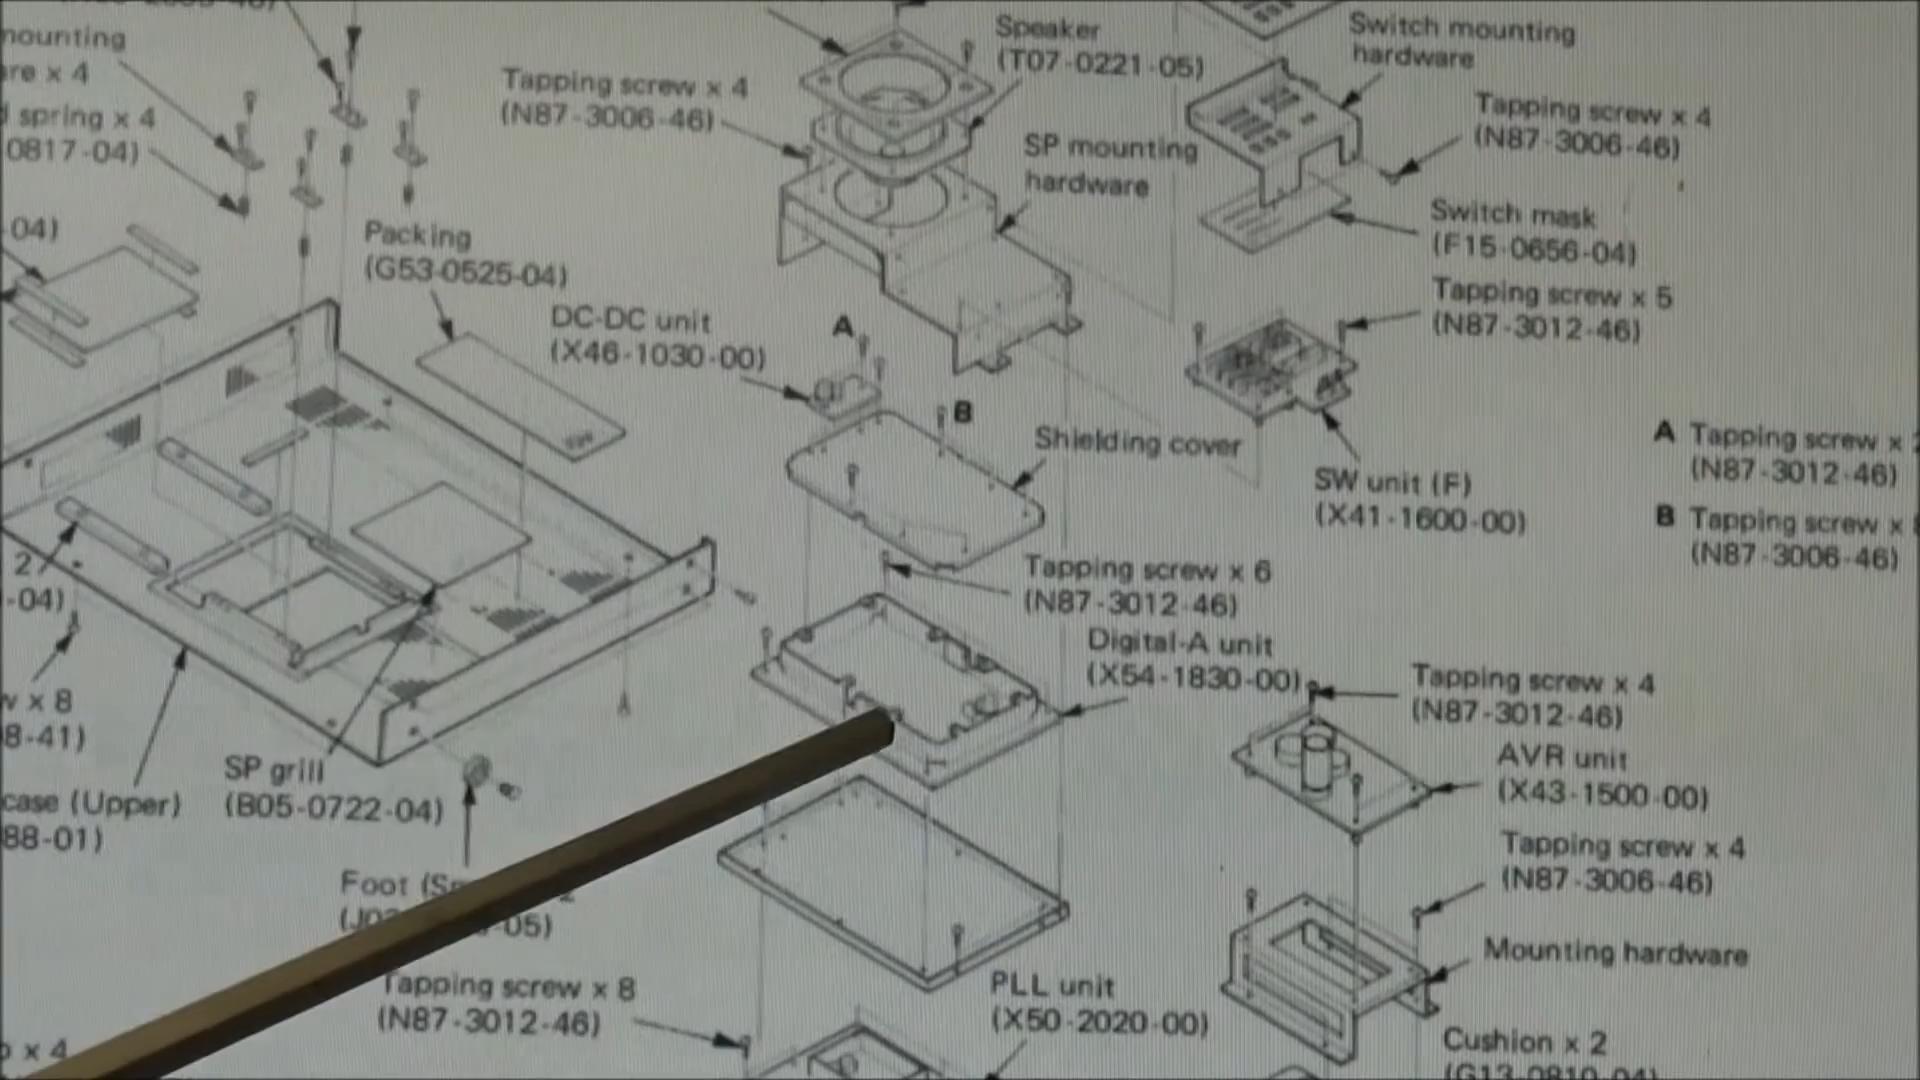 mounting
re x 4
spring x 4
0817-04)
-04)
Tapping screw x 4
(N87-3006-46)
Speaker
(T07-0221-05)
SP mounting
hardware
Switch mounting
hardware
Tapping screw x 4
(N87-3006-46)
Switch mask
(F15-0656-04)
Tapping screw x 5
(N87-3012-46)
Packing
(G53-0525-04)
DC-DC unit
(X46-1030-00)
A
B
Shielding cover
SW unit (F)
(X41-1600-00)
A Tapping screw x
(N87-3012-46)
B Tapping screw x
(N87-3006-46)
Tapping screw x 6
(N87-3012-46)
Digital-A unit
(X54-1830-00)
2
-04)
x 8
8-41)
case (Upper)
88-01)
SP grill
(B05-0722-04)
Foot
-05)
Tapping screw x 4
(N87-3012-46)
AVR unit
(X43-1500-00)
Tapping screw x 4
(N87-3006-46)
Mounting hardware
Tapping screw x 8
(N87-3012-46)
PLL unit
(X50-2020-00)
Cushion x 2
(G13-0810-04)
x 4